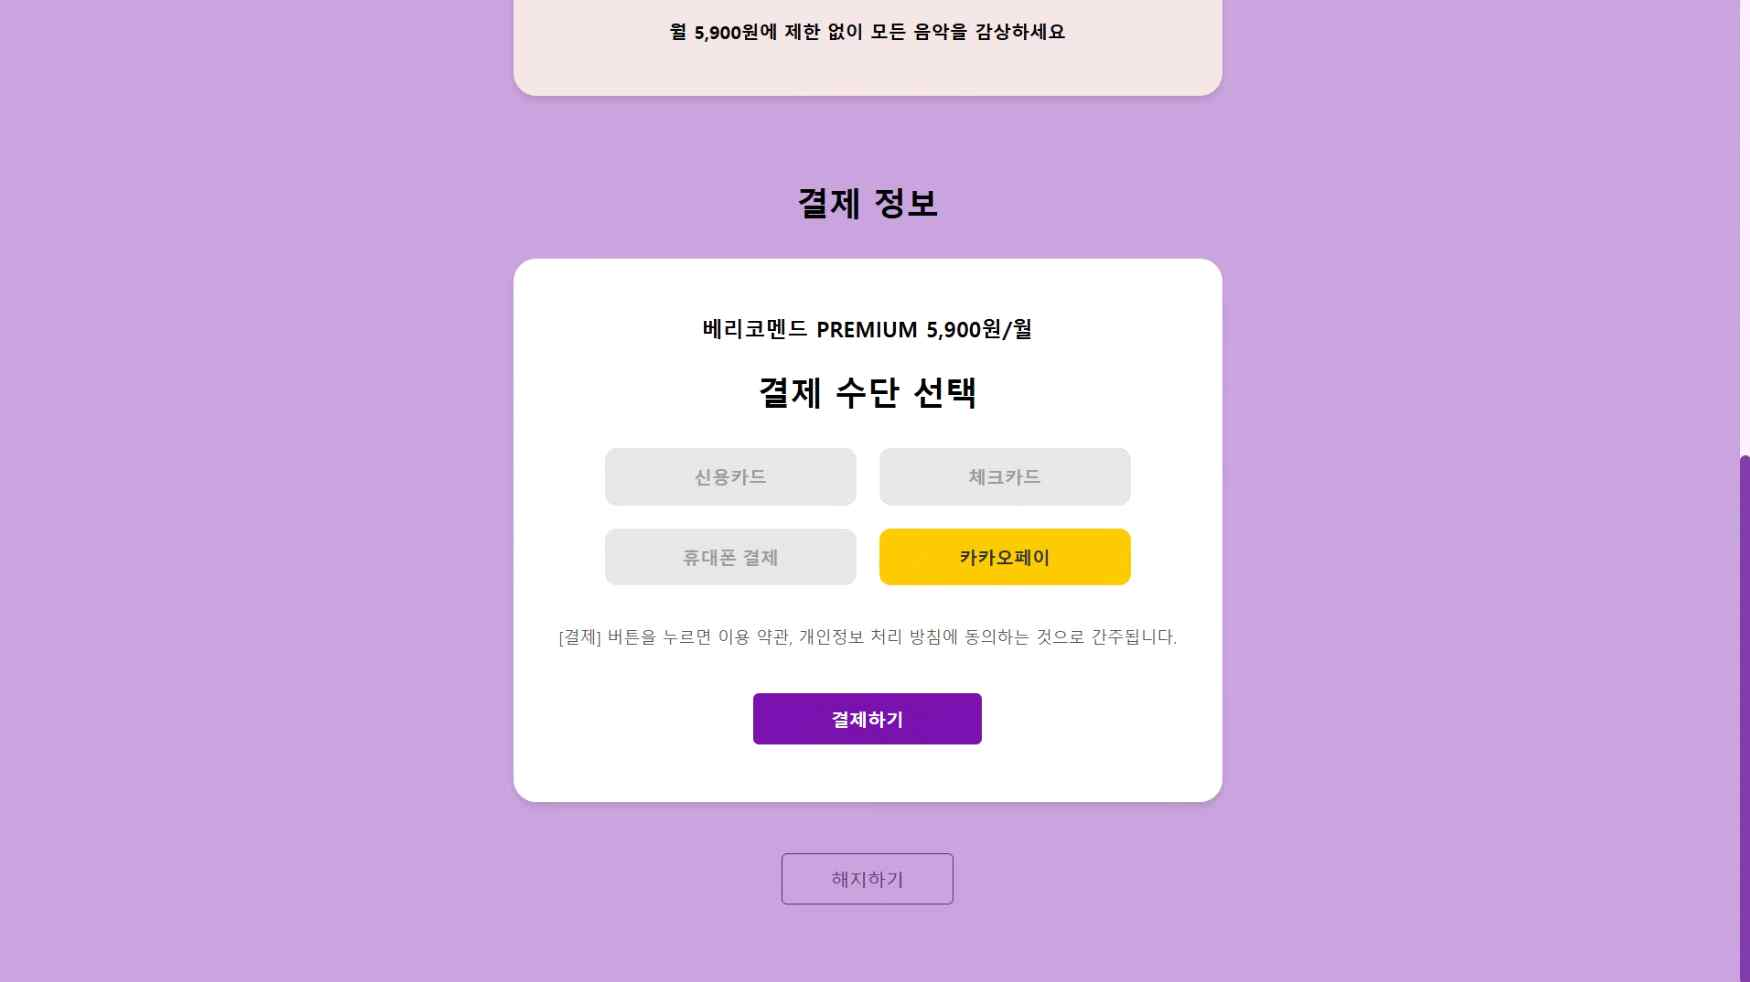 월 5,900원에 제한 없이 모든 음악을 감상하세요
결제 정보
베리코멘드 PREMIUM 5,900원/월
결제 수단 선택
신용카드 체크카드
휴대폰 결제 카카오페이
[결제] 버튼을 누르면 이용 약관, 개인정보 처리 방침에 동의하는 것으로 간주됩니다.
결제하기
해지하기